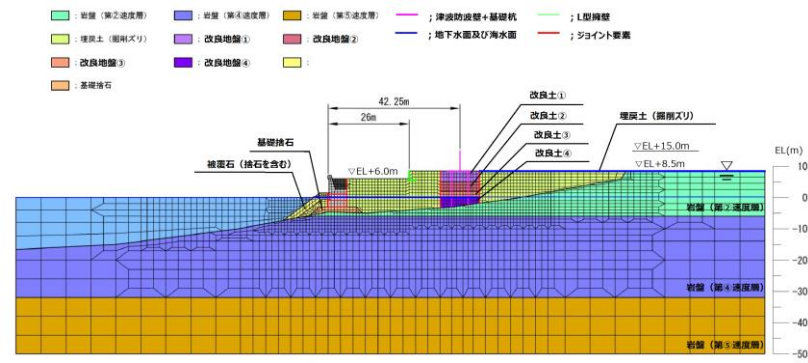 : 岩盤（第②速度層） : 岩盤（第④速度層） : 岩盤（第⑤速度層） ; 津波防波壁+基礎杭 ; L型擁壁
: 埋戻土（掘削ズリ） : 改良地盤① : 改良地盤② ; 地下水面及び海水面 ; ジョイント要素
: 改良地盤③ : 改良地盤④ :
: 基礎捨石
42.25m
26m
改良土①
改良土②
改良土③
改良土④
埋戻土（掘削ズリ）
基礎捨石
被覆石（捨石を含む）
▽EL+6.0m
▽EL+15.0m
▽EL+8.5m
EL(m)
10
0
-10
-20
-30
-40
-50
岩盤（第②速度層）
岩盤（第④速度層）
岩盤（第⑤速度層）